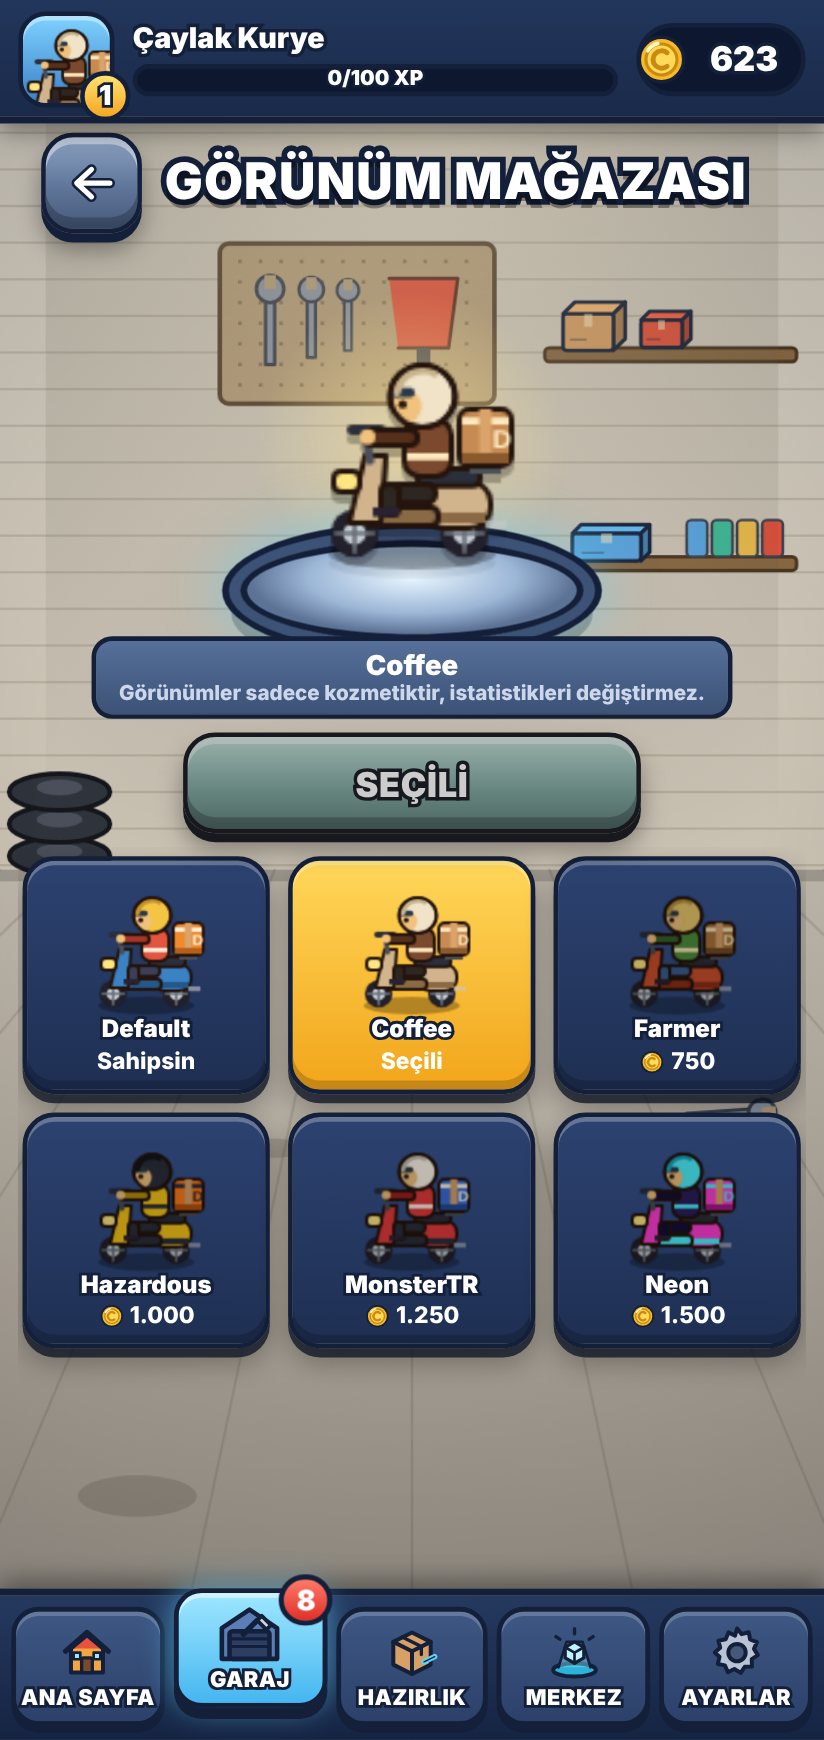 Çaylak Kurye
1
0/100 XP
623
GÖRÜNÜM MAĞAZASI
D
Coffee
Görünümler sadece kozmetiktir, istatistikleri değiştirmez.
SEÇİLİ
D
D
D
Default
Coffee
Farmer
Sahipsin
Seçili
750
D
D
D
Hazardous
MonsterTR
Neon
1.000
1.250
1.500
8
ANA SAYFA
GARAJ
HAZIRLIK
MERKEZ
AYARLAR